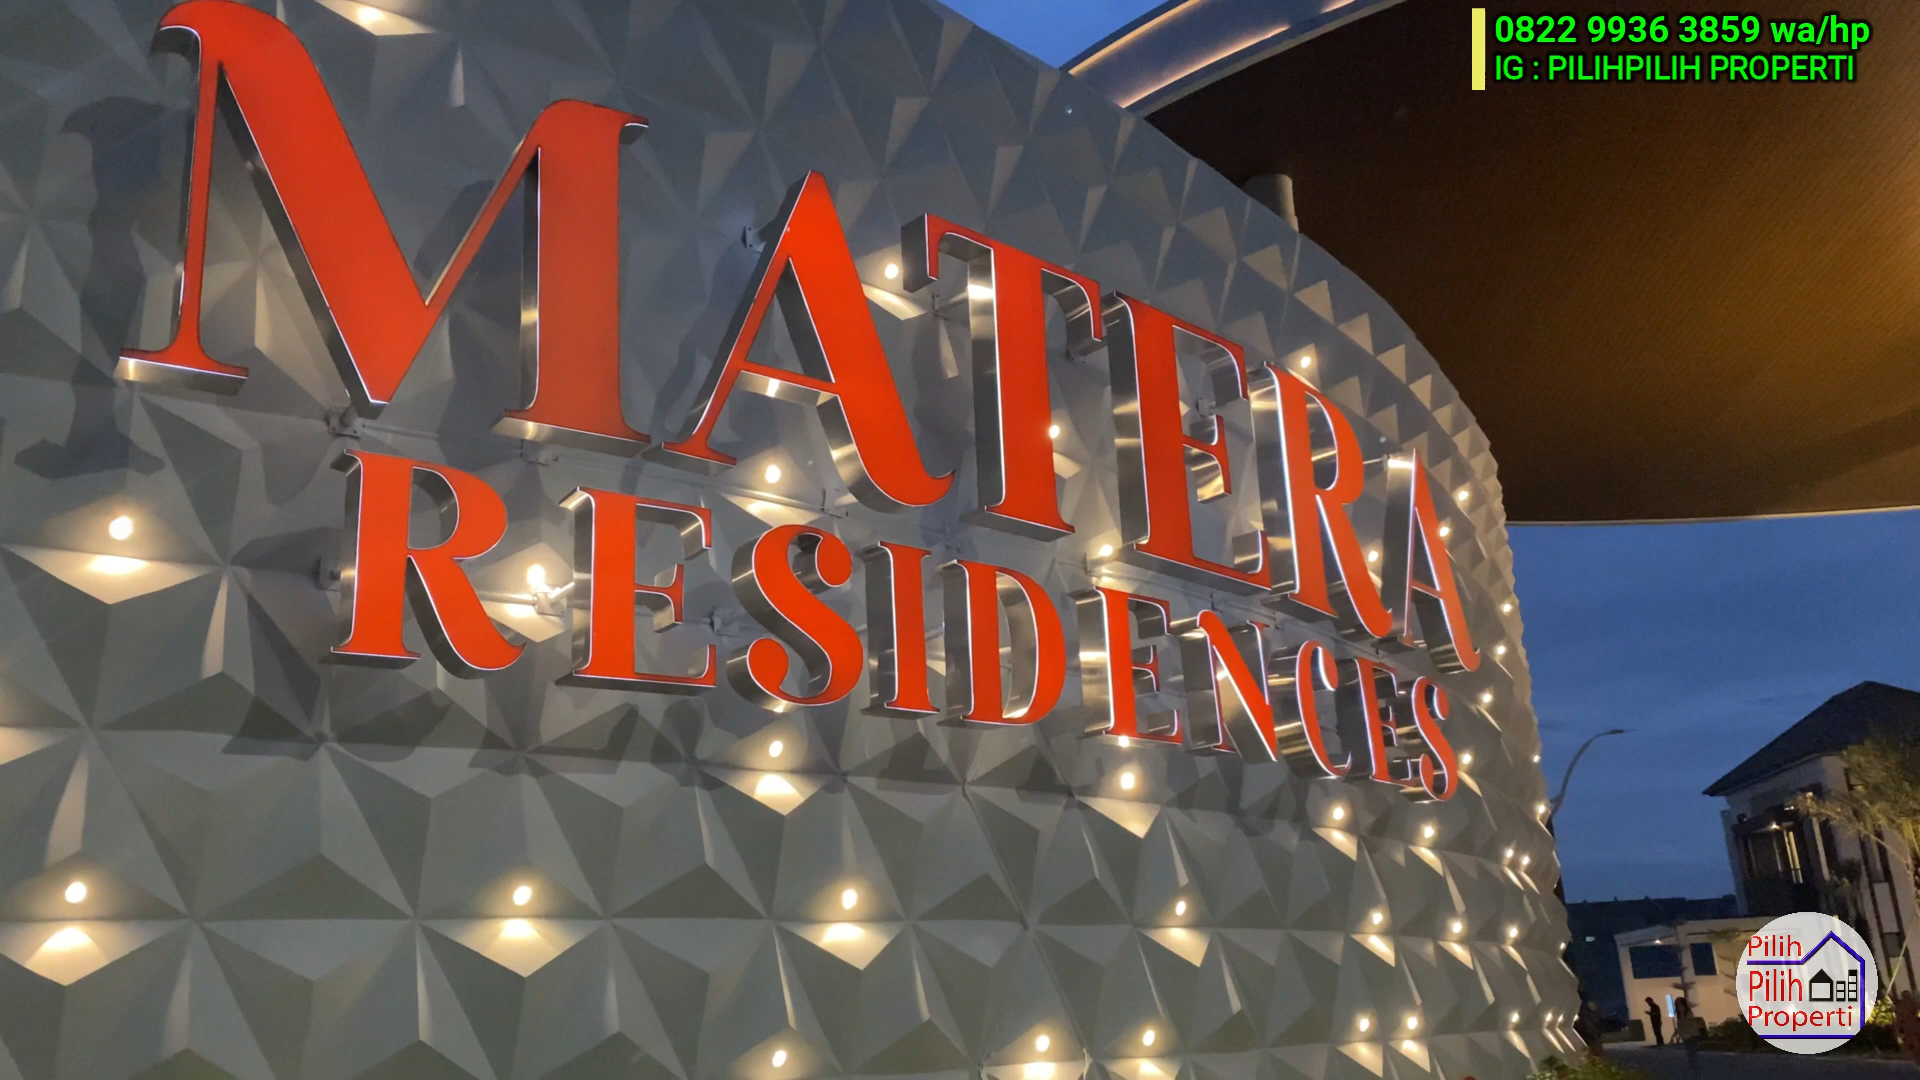 0822 9936 3859 wa/hp
IG : PILIHPILIH PROPERTI
MATERA
RESIDENCES
Pilih
Pilih
Properti